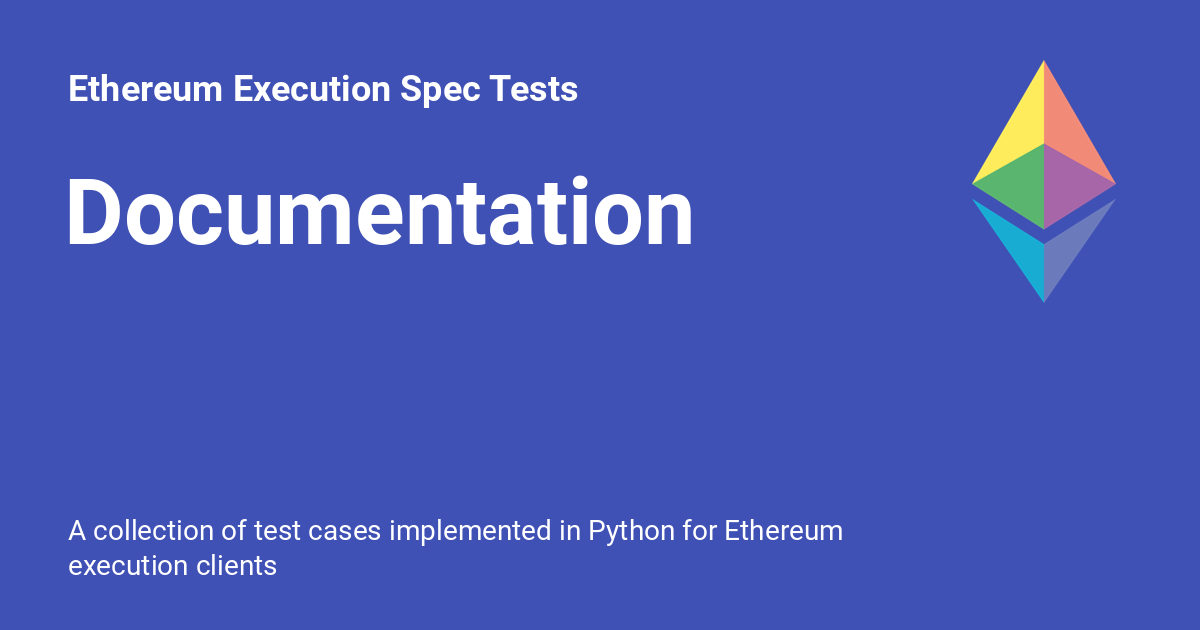 Ethereum Execution Spec Tests
Documentation
A collection of test cases implemented in Python for Ethereum
execution clients